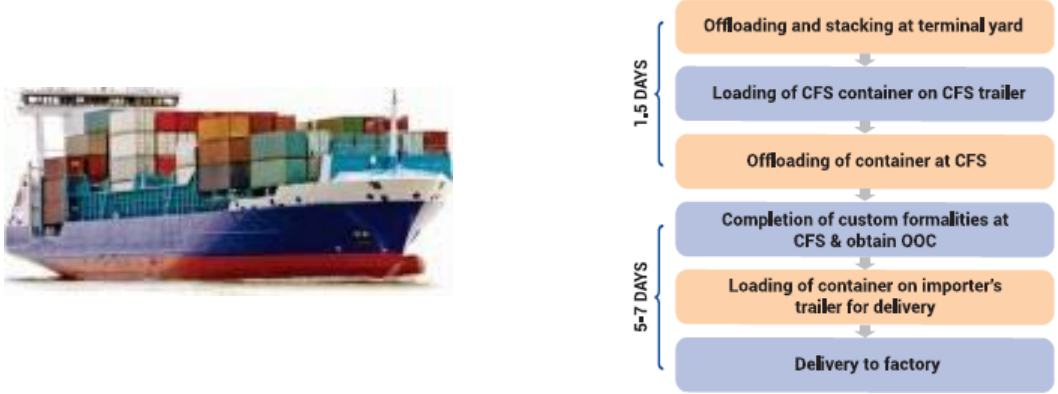 Offloading and stacking at terminal yard
Loading of CFS container on CFS trailer
Offloading of container at CFS
1.5 DAYS
Completion of custom formalities at
CFS & obtain OOC
Loading of container on importer's
trailer for delivery
Delivery to factory
5-7 DAYS